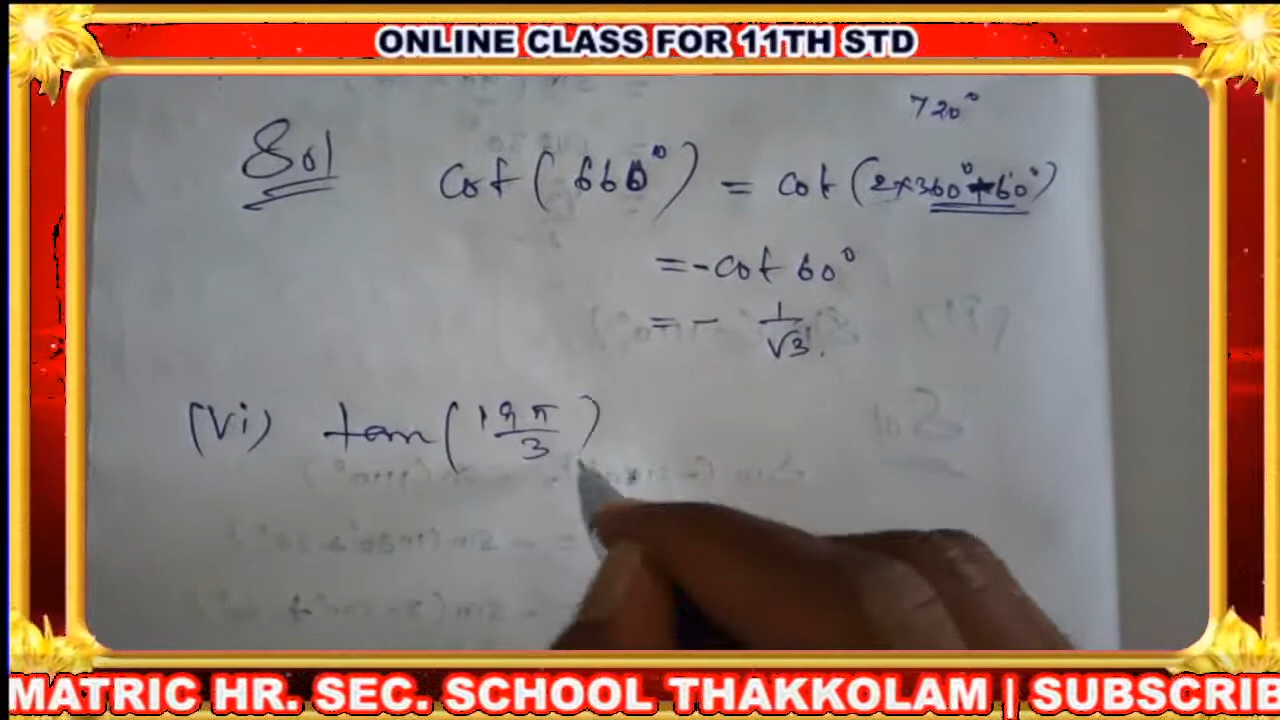 ONLINE CLASS FOR 11TH STD
720°
Sol cot (660°) = cot (2×360°-60°)
= -cot 60°
= - 1/√3.
(vi) tan (19π/3)
MATRIC HR. SEC. SCHOOL THAKKOLAM | SUBSCRIB